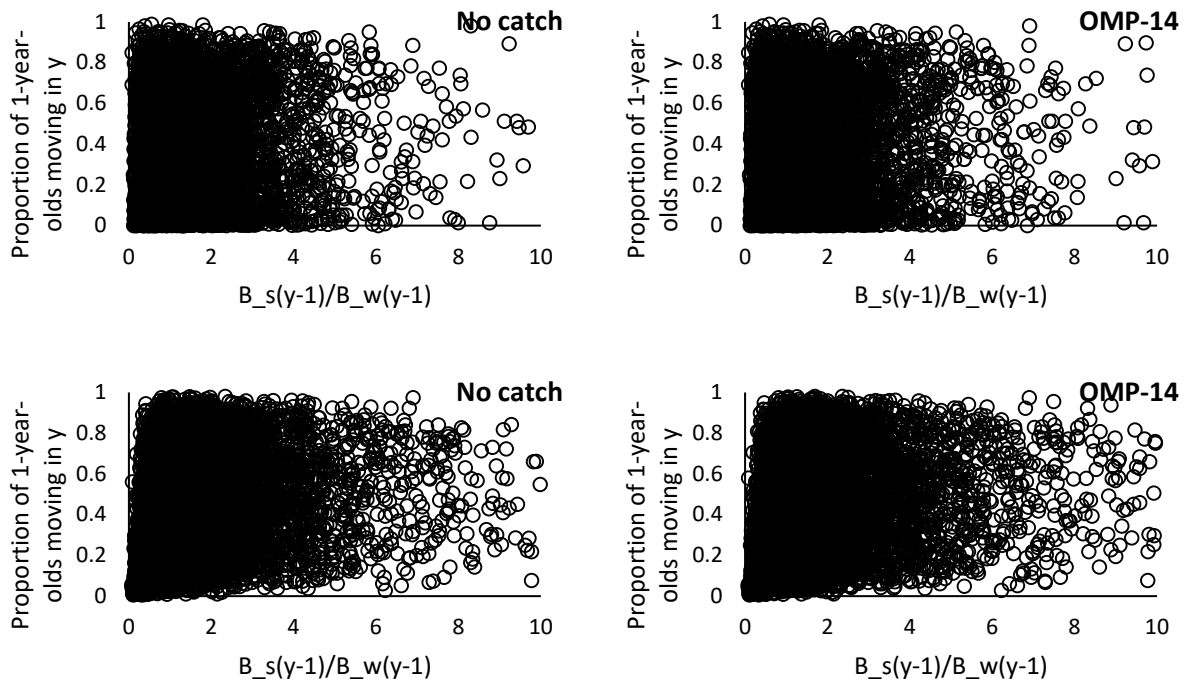 No catch
Proportion of 1-year-
olds moving in y
1
0.8
0.6
0.4
0.2
0
0 2 4 6 8 10
B_s(y-1)/B_w(y-1)
OMP-14
Proportion of 1-year-
olds moving in y
1
0.8
0.6
0.4
0.2
0
0 2 4 6 8 10
B_s(y-1)/B_w(y-1)
No catch
Proportion of 1-year-
olds moving in y
1
0.8
0.6
0.4
0.2
0
0 2 4 6 8 10
B_s(y-1)/B_w(y-1)
OMP-14
Proportion of 1-year-
olds moving in y
1
0.8
0.6
0.4
0.2
0
0 2 4 6 8 10
B_s(y-1)/B_w(y-1)